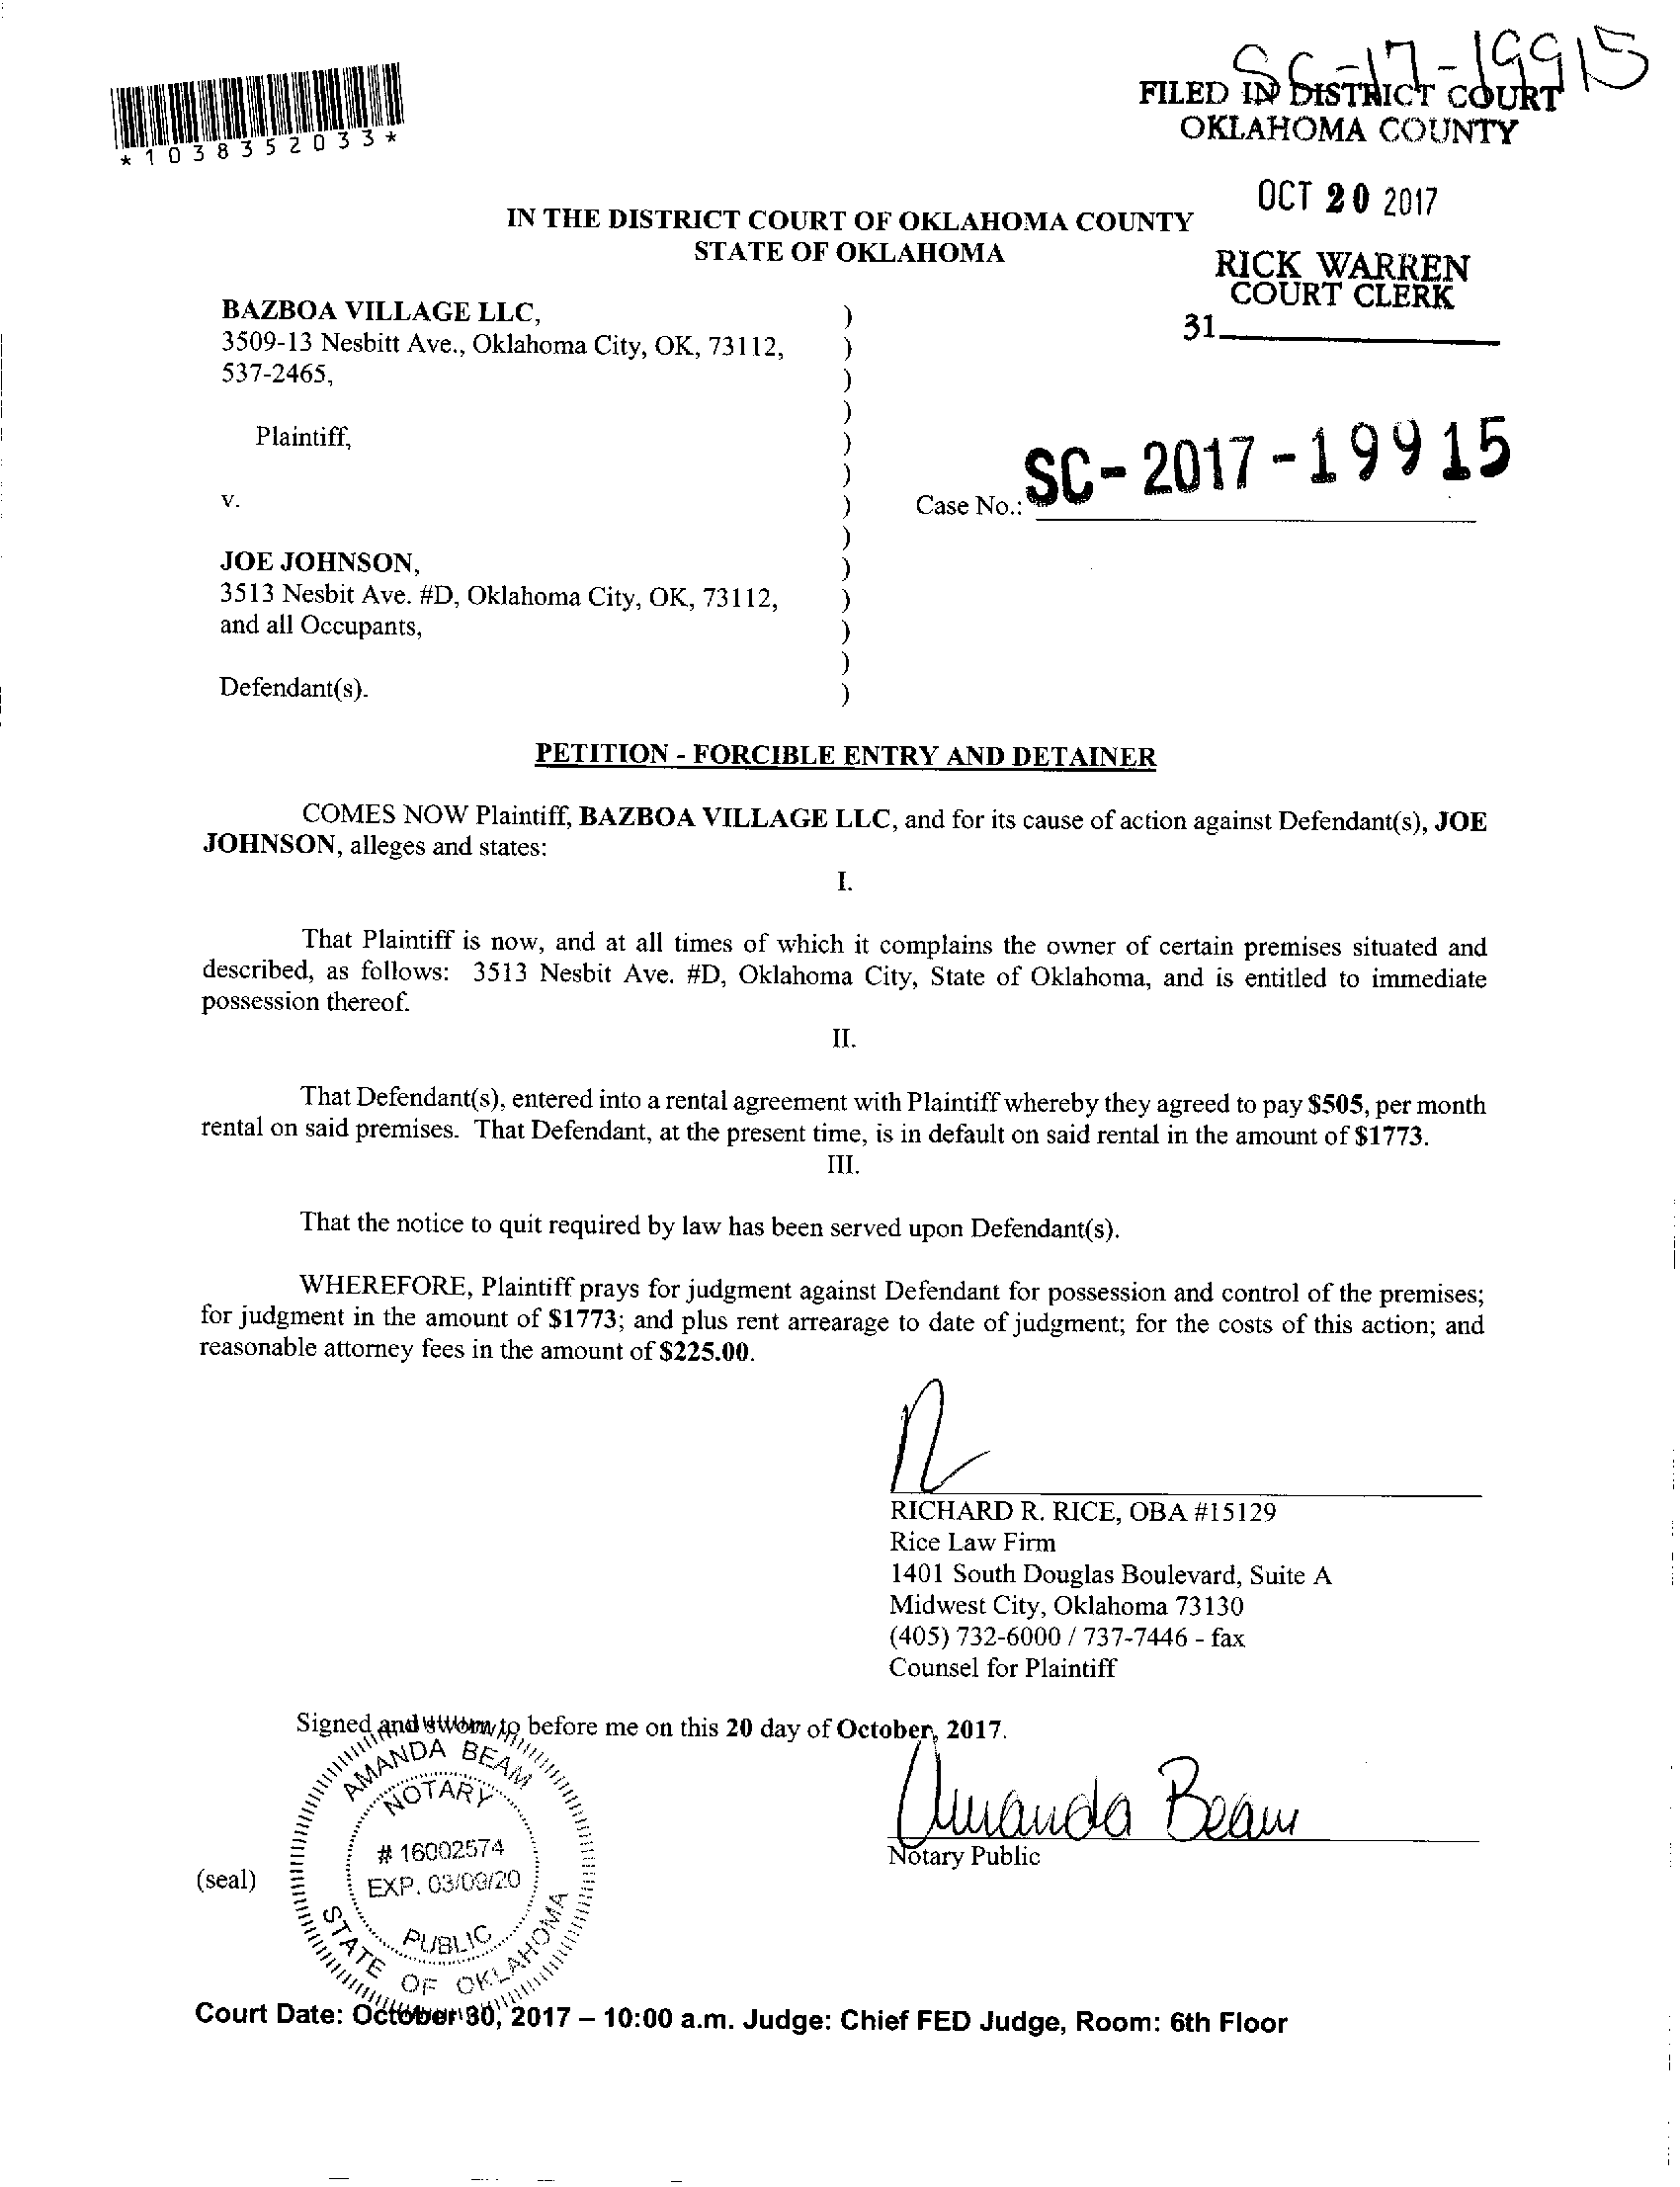 SC-17-19915
*1038352033*
FILED IN DISTRICT COURT
OKLAHOMA COUNTY
OCT 20 2017
RICK WARREN
COURT CLERK
31
IN THE DISTRICT COURT OF OKLAHOMA COUNTY
STATE OF OKLAHOMA
BAZBOA VILLAGE LLC, )
3509-13 Nesbitt Ave., Oklahoma City, OK, 73112, )
537-2465, )
)
Plaintiff, )
)
v. ) Case No.: SC-2017-19915
)
JOE JOHNSON, )
3513 Nesbit Ave. #D, Oklahoma City, OK, 73112, )
and all Occupants, )
)
Defendant(s). )
PETITION - FORCIBLE ENTRY AND DETAINER
COMES NOW Plaintiff, BAZBOA VILLAGE LLC, and for its cause of action against Defendant(s), JOE
JOHNSON, alleges and states:
I.
That Plaintiff is now, and at all times of which it complains the owner of certain premises situated and
described, as follows: 3513 Nesbit Ave. #D, Oklahoma City, State of Oklahoma, and is entitled to immediate
possession thereof.
II.
That Defendant(s), entered into a rental agreement with Plaintiff whereby they agreed to pay $505, per month
rental on said premises. That Defendant, at the present time, is in default on said rental in the amount of $1773.
III.
That the notice to quit required by law has been served upon Defendant(s).
WHEREFORE, Plaintiff prays for judgment against Defendant for possession and control of the premises;
for judgment in the amount of $1773; and plus rent arrearage to date of judgment; for the costs of this action; and
reasonable attorney fees in the amount of $225.00.
RICHARD R. RICE, OBA #15129
Rice Law Firm
1401 South Douglas Boulevard, Suite A
Midwest City, Oklahoma 73130
(405) 732-6000 / 737-7446 - fax
Counsel for Plaintiff
Signed and sworn to before me on this 20 day of October, 2017.
Amanda Beam
Notary Public
(seal)
AMANDA BEAM
NOTARY
# 16002574
EXP. 03/09/20
PUBLIC
STATE OF OKLAHOMA
Court Date: October 30, 2017 – 10:00 a.m. Judge: Chief FED Judge, Room: 6th Floor